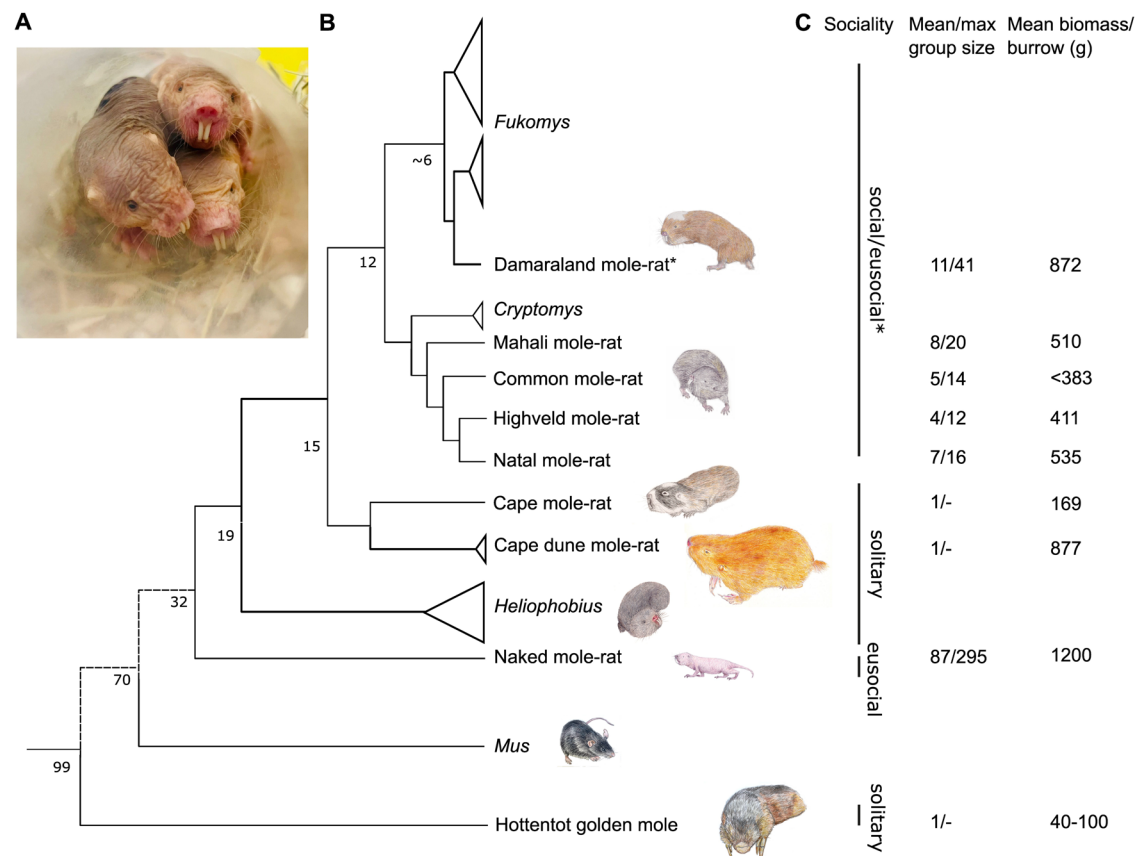 A
B
C Sociality Mean/max Mean biomass/
group size burrow (g)
Fukomys
~6
12
Damaraland mole-rat* 11/41 872
Cryptomys
Mahali mole-rat 8/20 510
Common mole-rat 5/14 <383
Highveld mole-rat 4/12 411
15
Natal mole-rat 7/16 535
social/eusocial*
Cape mole-rat 1/- 169
19
Cape dune mole-rat 1/- 877
solitary
32
Heliophobius
Naked mole-rat 87/295 1200
eusocial
70
Mus
99
Hottentot golden mole 1/- 40-100
solitary